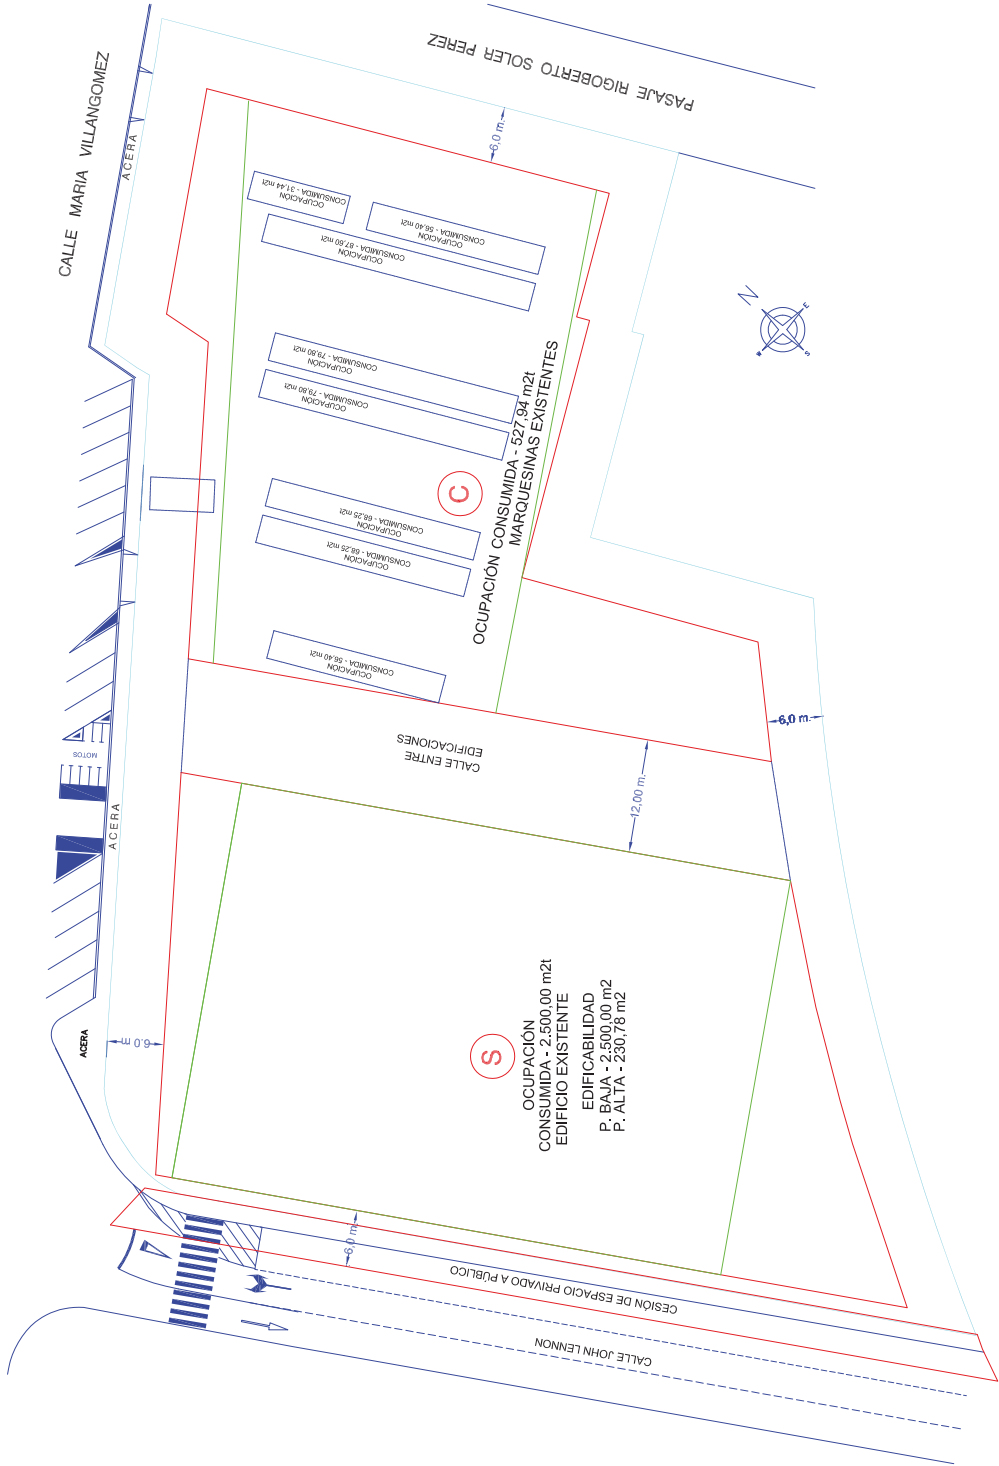 PASAJE RIGOBERTO SOLER PEREZ
CALLE MARIA VILLANGOMEZ
ACERA
6,0 m.
OCUPACIÓN
CONSUMIDA - 31,44 m2t
OCUPACIÓN
CONSUMIDA - 56,40 m2t
OCUPACIÓN
CONSUMIDA - 87,60 m2t
N
E
S
OCUPACIÓN
CONSUMIDA - 79,80 m2t
OCUPACIÓN
CONSUMIDA - 79,80 m2t
C
OCUPACIÓN CONSUMIDA - 527,94 m2t
MARQUESINAS EXISTENTES
OCUPACIÓN
CONSUMIDA - 68,25 m2t
OCUPACIÓN
CONSUMIDA - 68,25 m2t
OCUPACIÓN
CONSUMIDA - 56,40 m2t
6,0 m.
MOTOS
CALLE ENTRE
EDIFICACIONES
12,00 m.
ACERA
ACERA
6.0 m
S
OCUPACIÓN
CONSUMIDA - 2.500,00 m2t
EDIFICIO EXISTENTE
EDIFICABILIDAD
P. BAJA - 2.500,00 m2
P. ALTA - 230,78 m2
6,0 m.
CESIÓN DE ESPACIO PRIVADO A PÚBLICO
CALLE JOHN LENNON